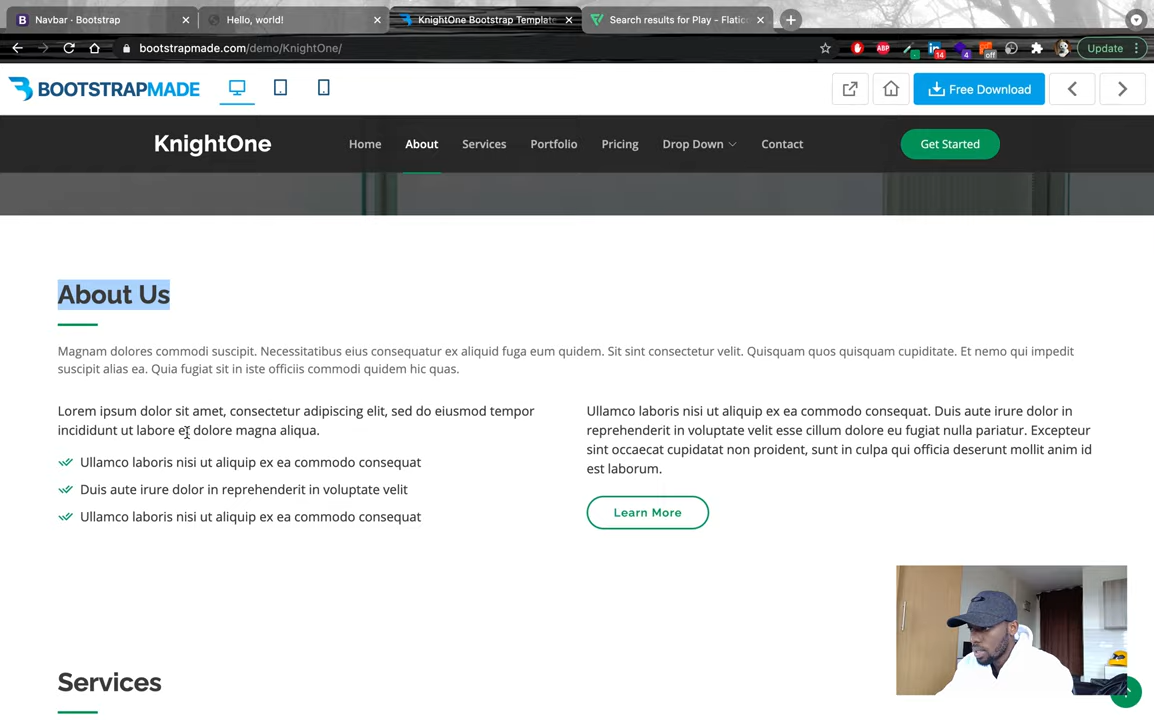 Navbar · Bootstrap
Hello, world!
KnightOne Bootstrap Templat
Search results for Play - Flatic
bootstrapmade.com/demo/KnightOne/
ABP
14
4
off
Update
BOOTSTRAPMADE
Free Download
KnightOne
Home
About
Services
Portfolio
Pricing
Drop Down
Contact
Get Started
About Us
Magnam dolores commodi suscipit. Necessitatibus eius consequatur ex aliquid fuga eum quidem. Sit sint consectetur velit. Quisquam quos quisquam cupiditate. Et nemo qui impedit
suscipit alias ea. Quia fugiat sit in iste officiis commodi quidem hic quas.
Lorem ipsum dolor sit amet, consectetur adipiscing elit, sed do eiusmod tempor
incididunt ut labore et dolore magna aliqua.
Ullamco laboris nisi ut aliquip ex ea commodo consequat
Duis aute irure dolor in reprehenderit in voluptate velit
Ullamco laboris nisi ut aliquip ex ea commodo consequat
Ullamco laboris nisi ut aliquip ex ea commodo consequat. Duis aute irure dolor in
reprehenderit in voluptate velit esse cillum dolore eu fugiat nulla pariatur. Excepteur
sint occaecat cupidatat non proident, sunt in culpa qui officia deserunt mollit anim id
est laborum.
Learn More
Services